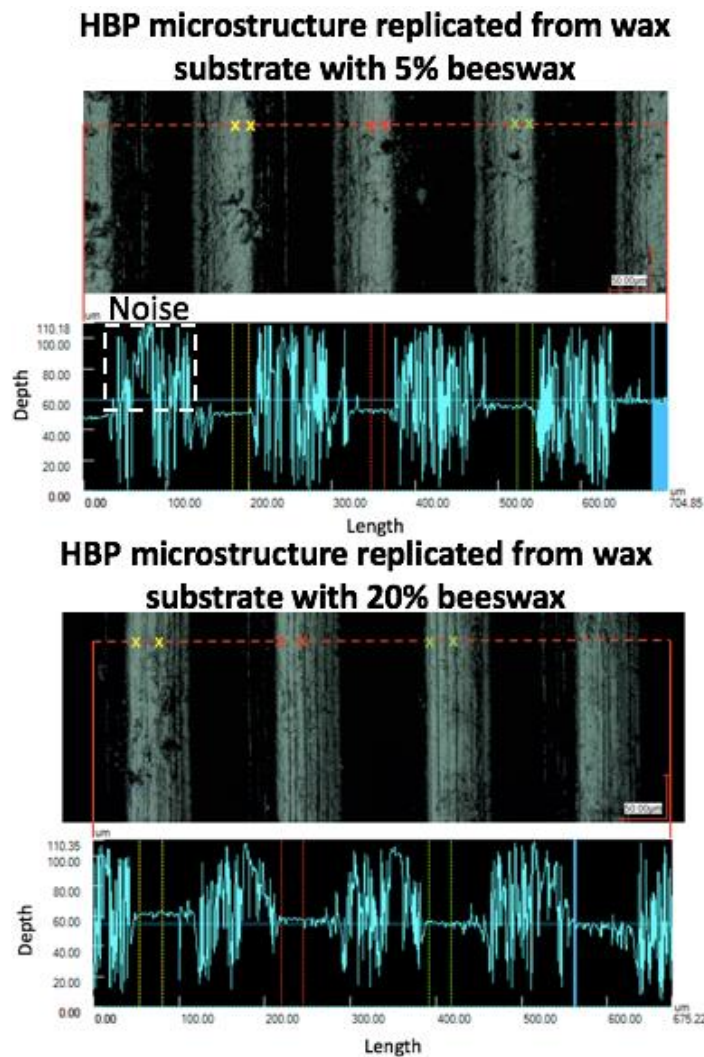 HBP microstructure replicated from wax
substrate with 5% beeswax
50.00µm
Noise
um
110.18
100.00
80.00
60.00
40.00
20.00
0.00
Depth
0.00 100.00 200.00 300.00 400.00 500.00 600.00 um
704.85
Length
HBP microstructure replicated from wax
substrate with 20% beeswax
50.00µm
um
110.35
100.00
80.00
60.00
40.00
20.00
0.00
Depth
0.00 100.00 200.00 300.00 400.00 500.00 600.00 um
675.22
Length